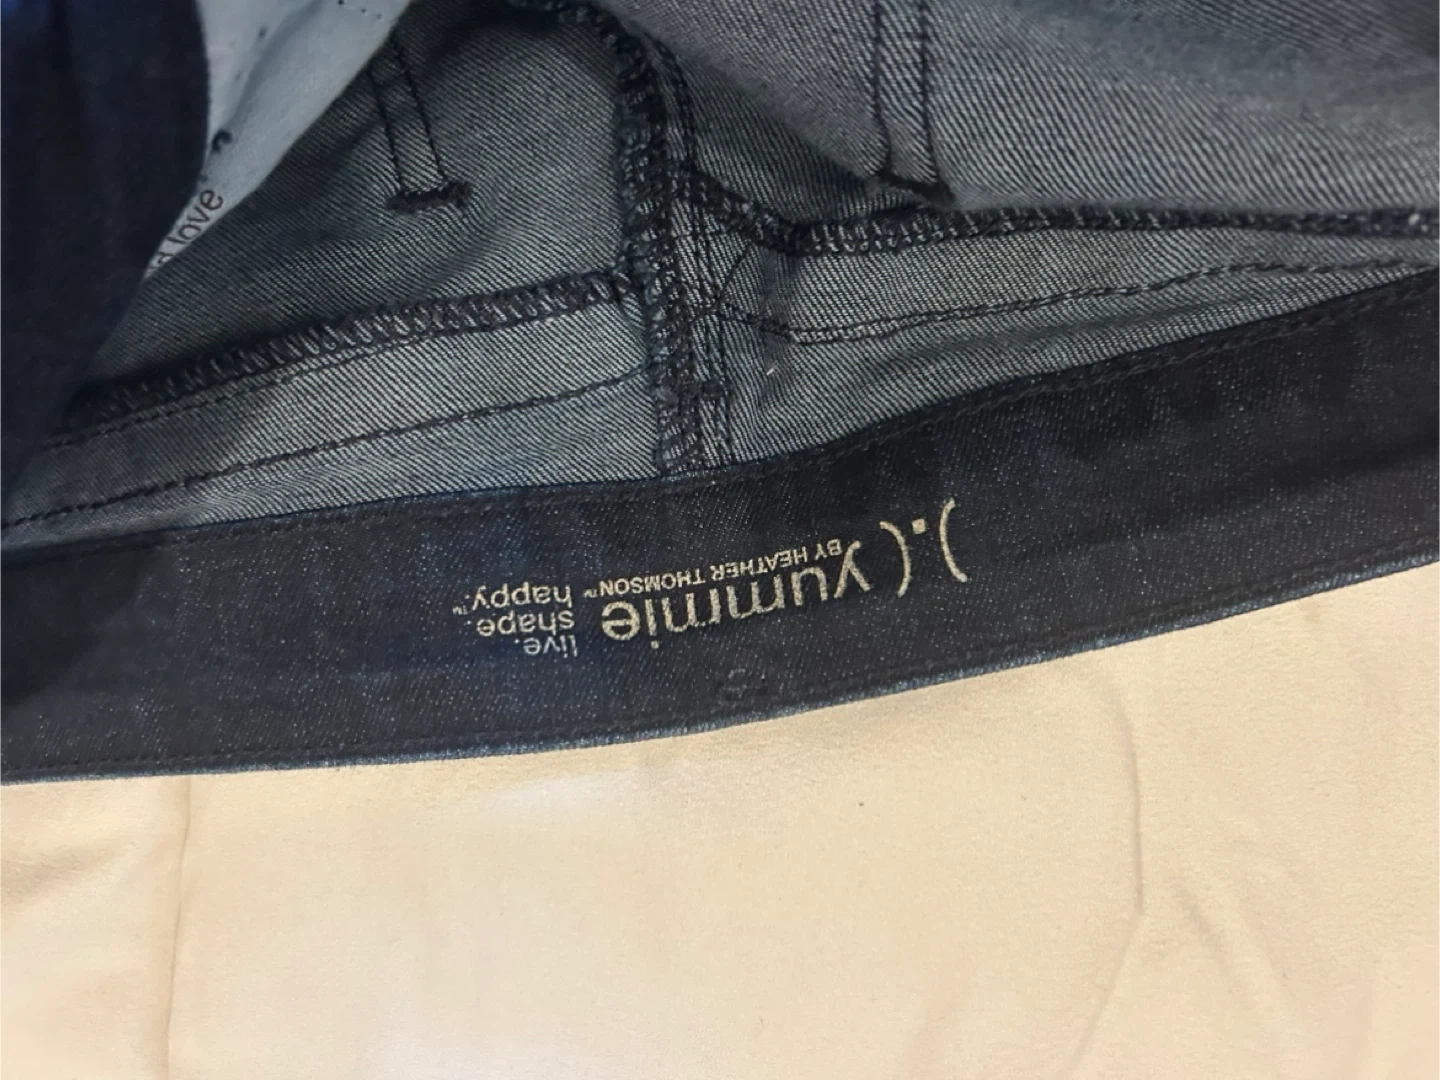 ).( yummie
BY HEATHER THOMSON™
live.
shape.
happy.™
love